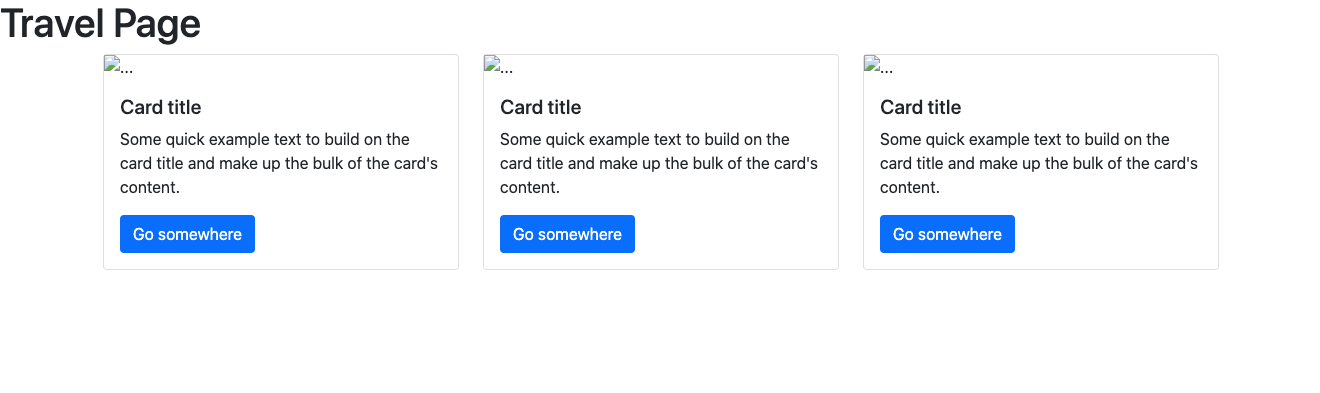 Travel Page
...
...
...
Card title
Card title
Card title
Some quick example text to build on the
card title and make up the bulk of the card's
content.
Some quick example text to build on the
card title and make up the bulk of the card's
content.
Some quick example text to build on the
card title and make up the bulk of the card's
content.
Go somewhere
Go somewhere
Go somewhere